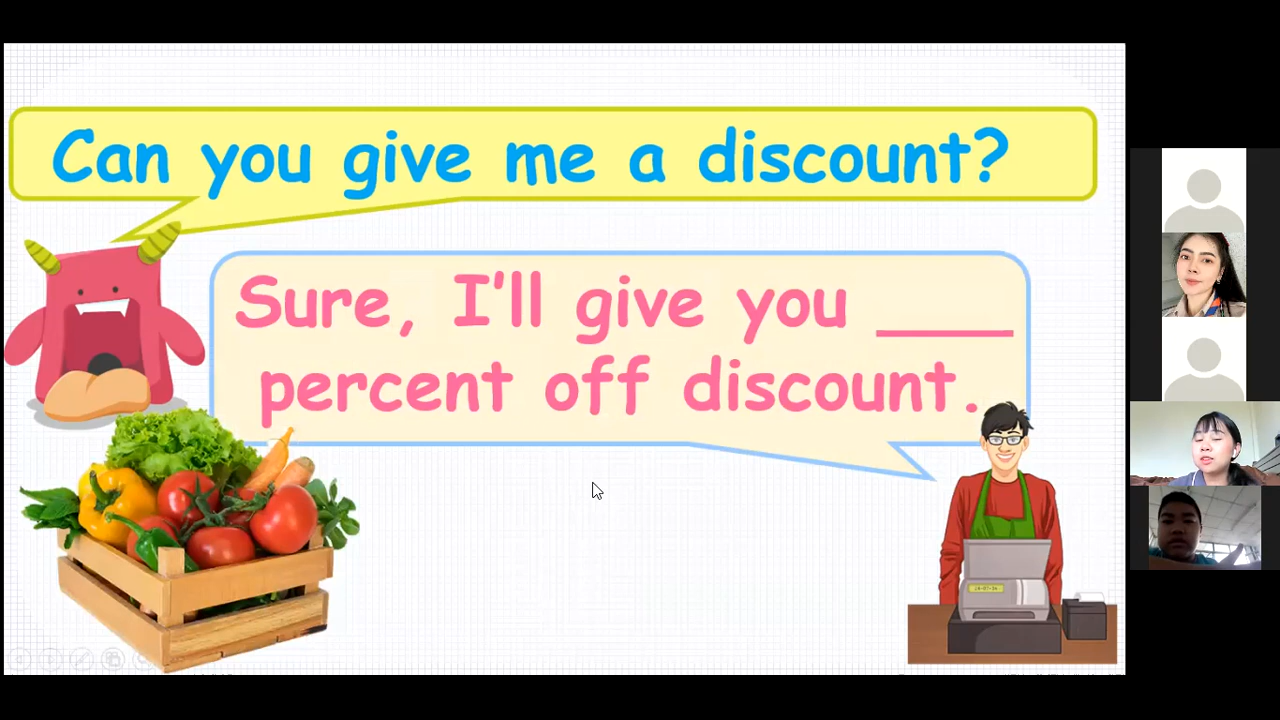 Can you give me a discount?
Sure, I'll give you ____
percent off discount.